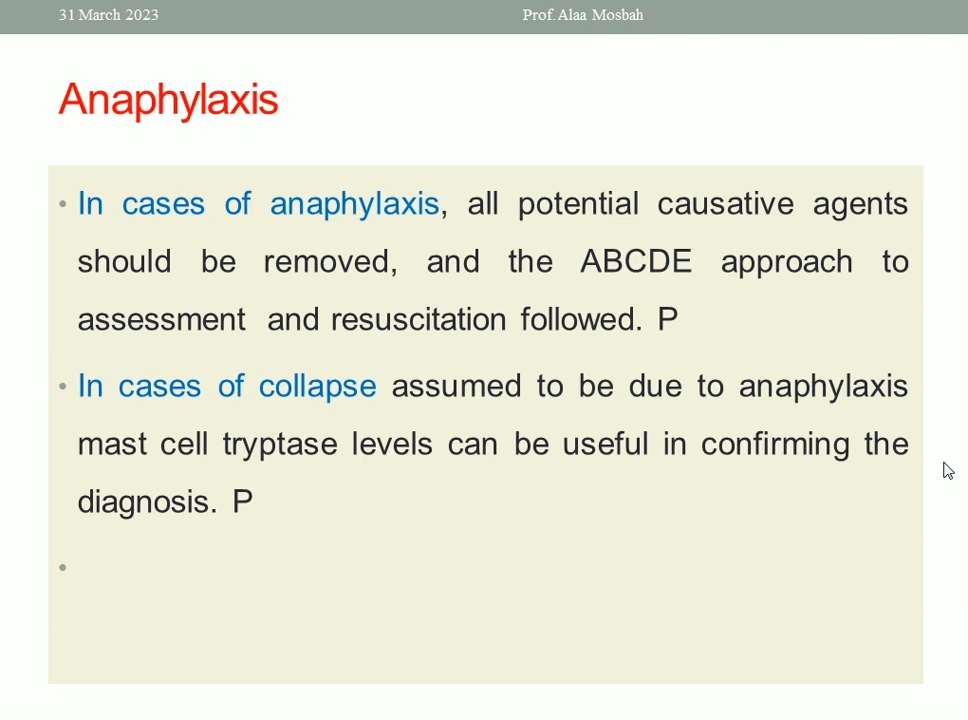 31 March 2023 Prof. Alaa Mosbah
Anaphylaxis
• In cases of anaphylaxis, all potential causative agents
should be removed, and the ABCDE approach to
assessment and resuscitation followed. P
• In cases of collapse assumed to be due to anaphylaxis
mast cell tryptase levels can be useful in confirming the
diagnosis. P
•